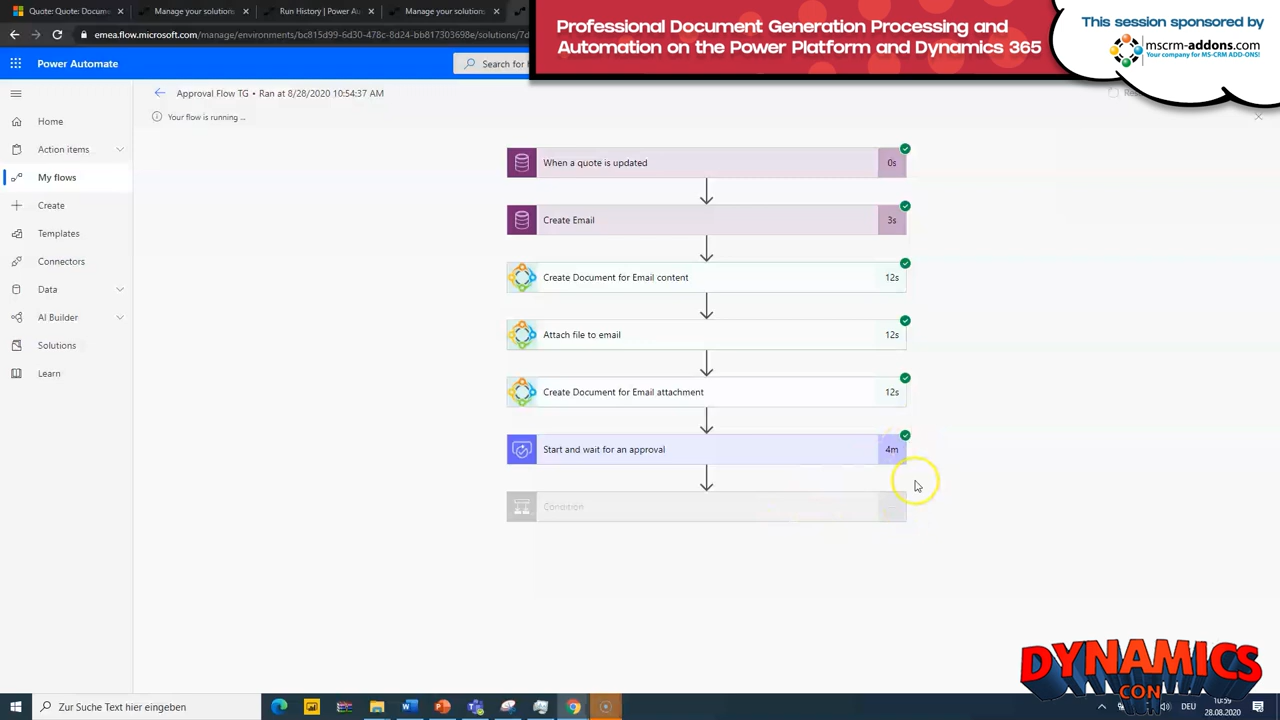 Quote: Quote: Docume
Manage your solution
Run History | Power Au
Manage your solution
Professional Document Generation Processing and
Automation on the Power Platform and Dynamics 365
This session sponsored by
mscrm-addons.com
Your company for MS-CRM ADD-ONS!
emea.flow.microsoft.com/manage/environments/bc815d99-6d30-478c-8d24-bb817303698e/solutions/7d
Power Automate
Search for
Approval Flow TG • Ran at 8/28/2020 10:54:37 AM
Your flow is running ...
Home
Action items
My flows
Create
Templates
Connectors
Data
AI Builder
Solutions
Learn
When a quote is updated
0s
Create Email
3s
Create Document for Email content
12s
Attach file to email
12s
Create Document for Email attachment
12s
Start and wait for an approval
4m
Condition
DYNAMICS
CON
Zur Suche Text hier eingeben
DEU
10:59
28.08.2020